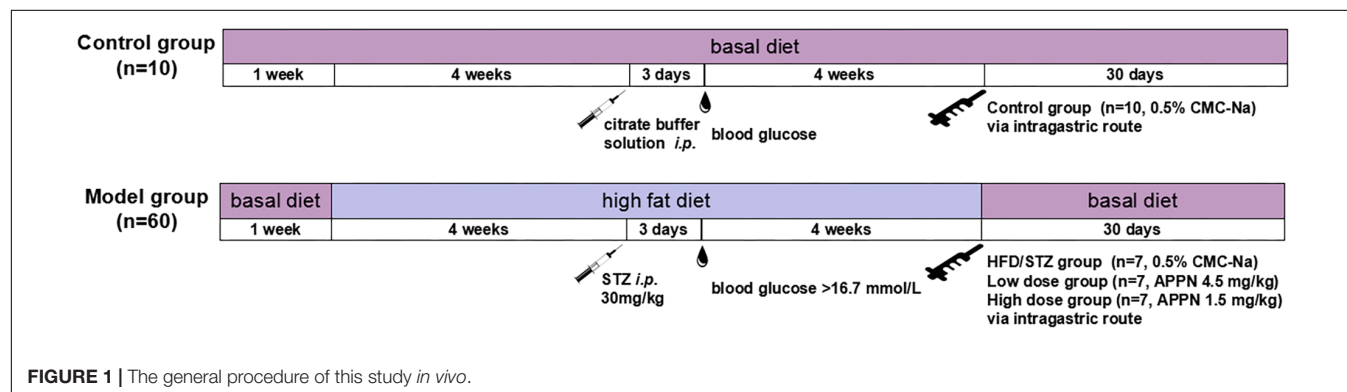 Control group
(n=10)
basal diet
1 week
4 weeks
3 days
4 weeks
30 days
citrate buffer
solution i.p.
blood glucose
Control group (n=10, 0.5% CMC-Na)
via intragastric route
Model group
(n=60)
basal diet
high fat diet
basal diet
1 week
4 weeks
3 days
4 weeks
30 days
STZ i.p.
30mg/kg
blood glucose >16.7 mmol/L
HFD/STZ group (n=7, 0.5% CMC-Na)
Low dose group (n=7, APPN 4.5 mg/kg)
High dose group (n=7, APPN 1.5 mg/kg)
via intragastric route
FIGURE 1 | The general procedure of this study in vivo.